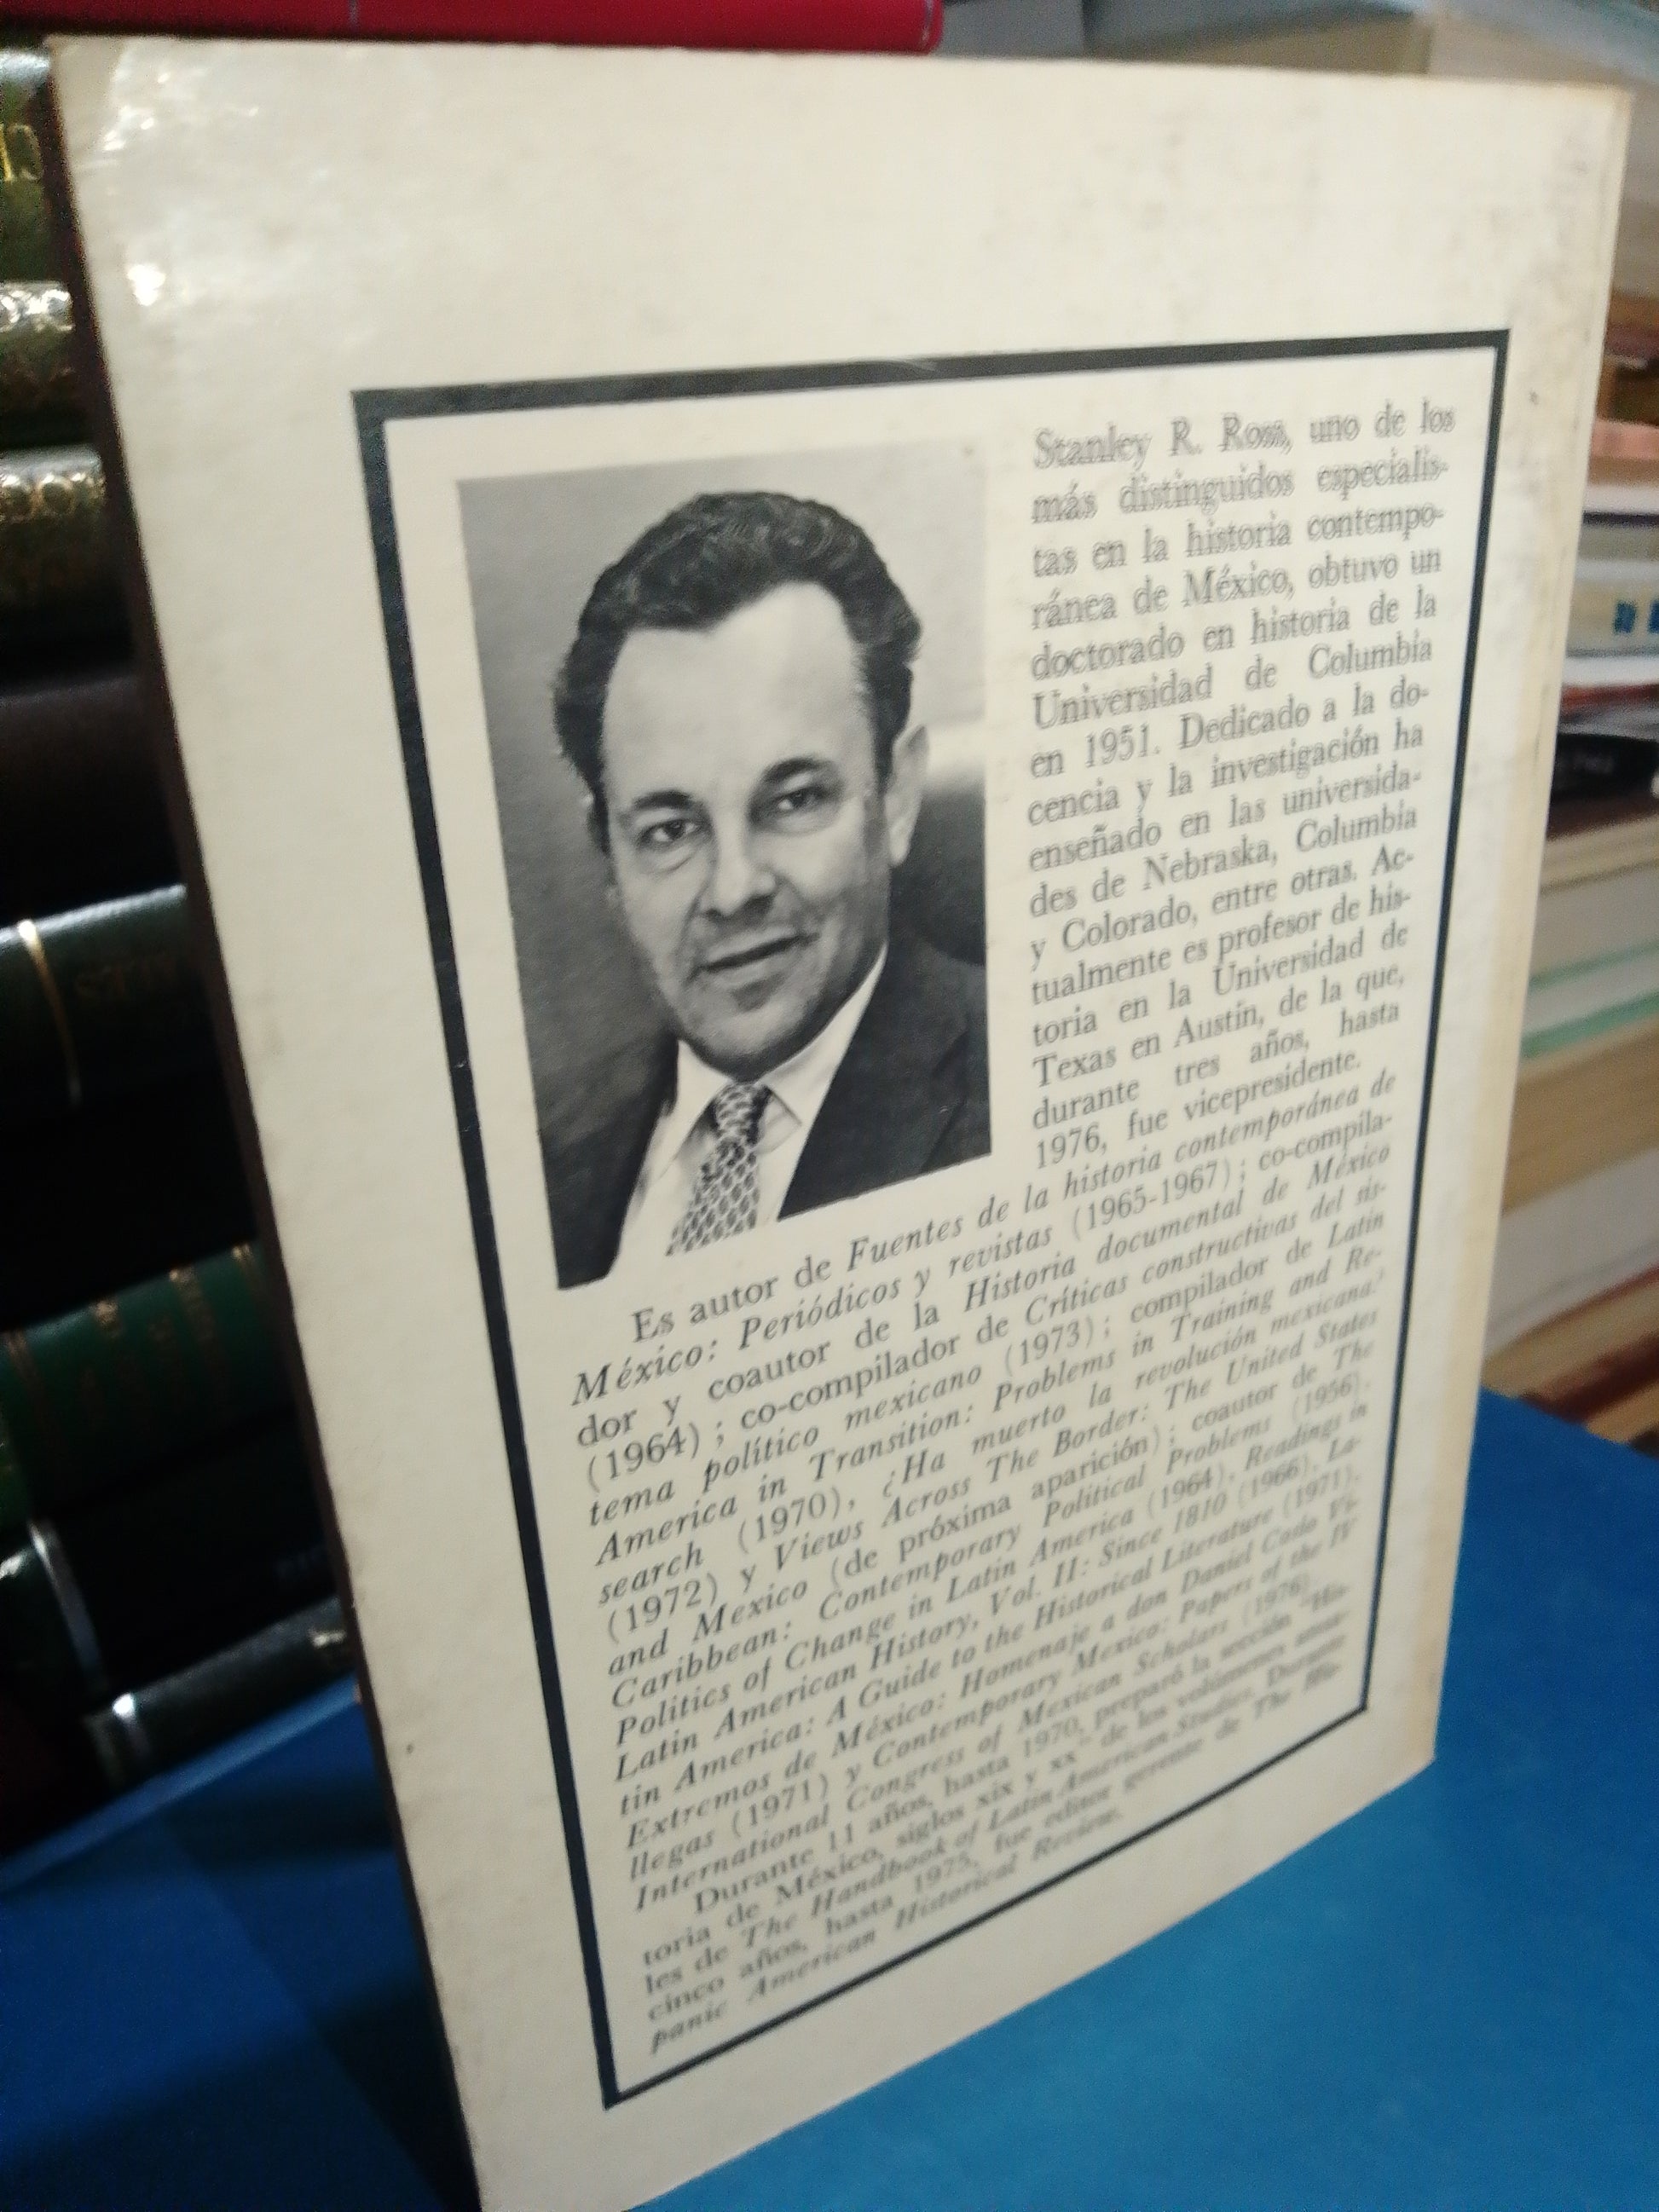 Stanley R. Ross, uno de los
más distinguidos especialis-
tas en la historia contempo-
ránea de México, obtuvo un
doctorado en historia de la
Universidad de Columbia
en 1951. Dedicado a la do-
cencia y la investigación ha
enseñado en las universida-
des de Nebraska, Columbia
y Colorado, entre otras. Ac-
tualmente es profesor de his-
toria en la Universidad de
Texas en Austin, de la que,
durante tres años, hasta
1976, fue vicepresidente.
Es autor de Fuentes de la historia contemporánea de
México: Periódicos y revistas (1965-1967); co-compila-
dor y coautor de la Historia documental de México
(1964); co-compilador de Críticas constructivas del sis-
tema político mexicano (1973); compilador de Latin
America in Transition: Problems in Training and Re-
search (1970), ¿Ha muerto la revolución mexicana?
(1972) y Views Across The Border: The United States
and Mexico (de próxima aparición); coautor de The
Caribbean: Contemporary Political Problems (1956).
Politics of Change in Latin America (1964), Readings in
Latin American History, Vol. II: Since 1810 (1966), La-
tin America: A Guide to the Historical Literature (1971).
Extremos de México: Homenaje a don Daniel Cosío Vi-
llegas (1971) y Contemporary Mexico: Papers of the IV
International Congress of Mexican Scholars (1976).
Durante 11 años, hasta 1970, preparó la sección "His-
toria de México, siglos xix y xx" de los volúmenes anua-
les de The Handbook of Latin American Studies. Durante
cinco años, hasta 1975, fue editor gerente de The His-
panic American Historical Review.